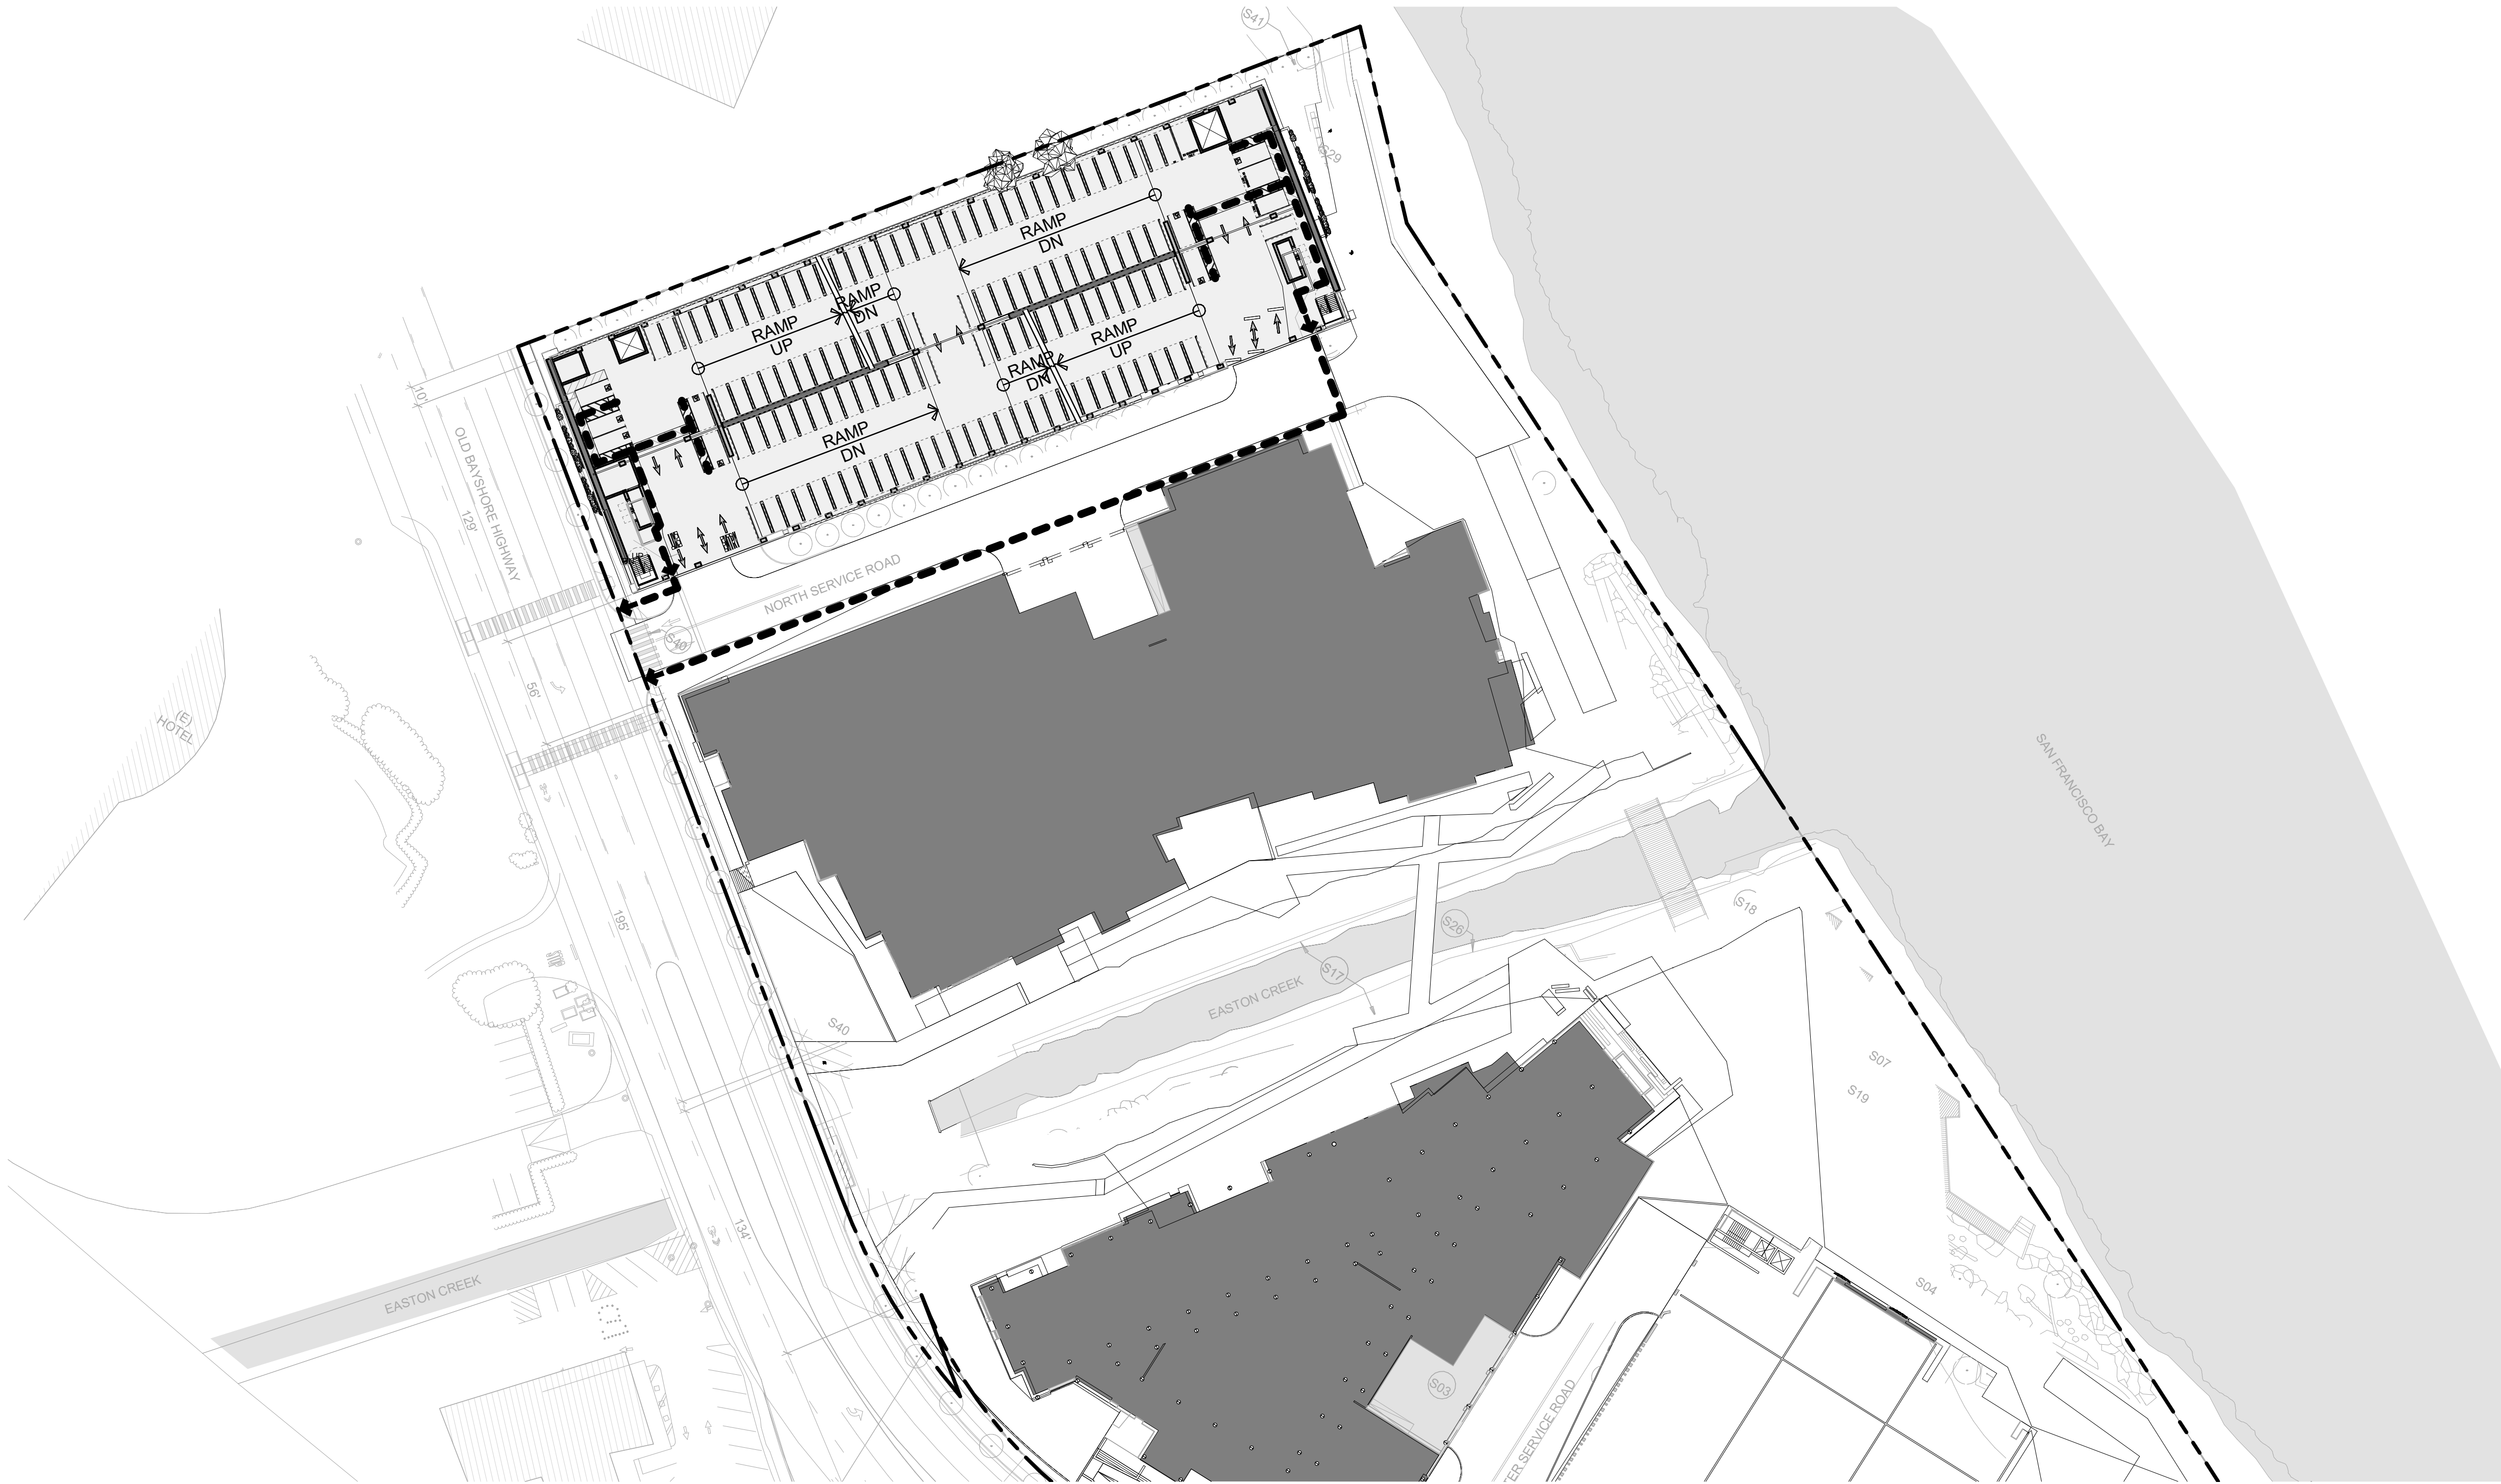 S41
S29
RAMP
DN
RAMP
DN
RAMP
UP
RAMP
UP
RAMP
DN
RAMP
DN
10'
OLD BAYSHORE HIGHWAY
129'
NORTH SERVICE ROAD
S40
56'
(E)
HOTEL
SAN FRANCISCO BAY
195'
S18
S26
S17
EASTON CREEK
S40
S07
S19
134'
EASTON CREEK
S04
S03
TER SERVICE ROAD